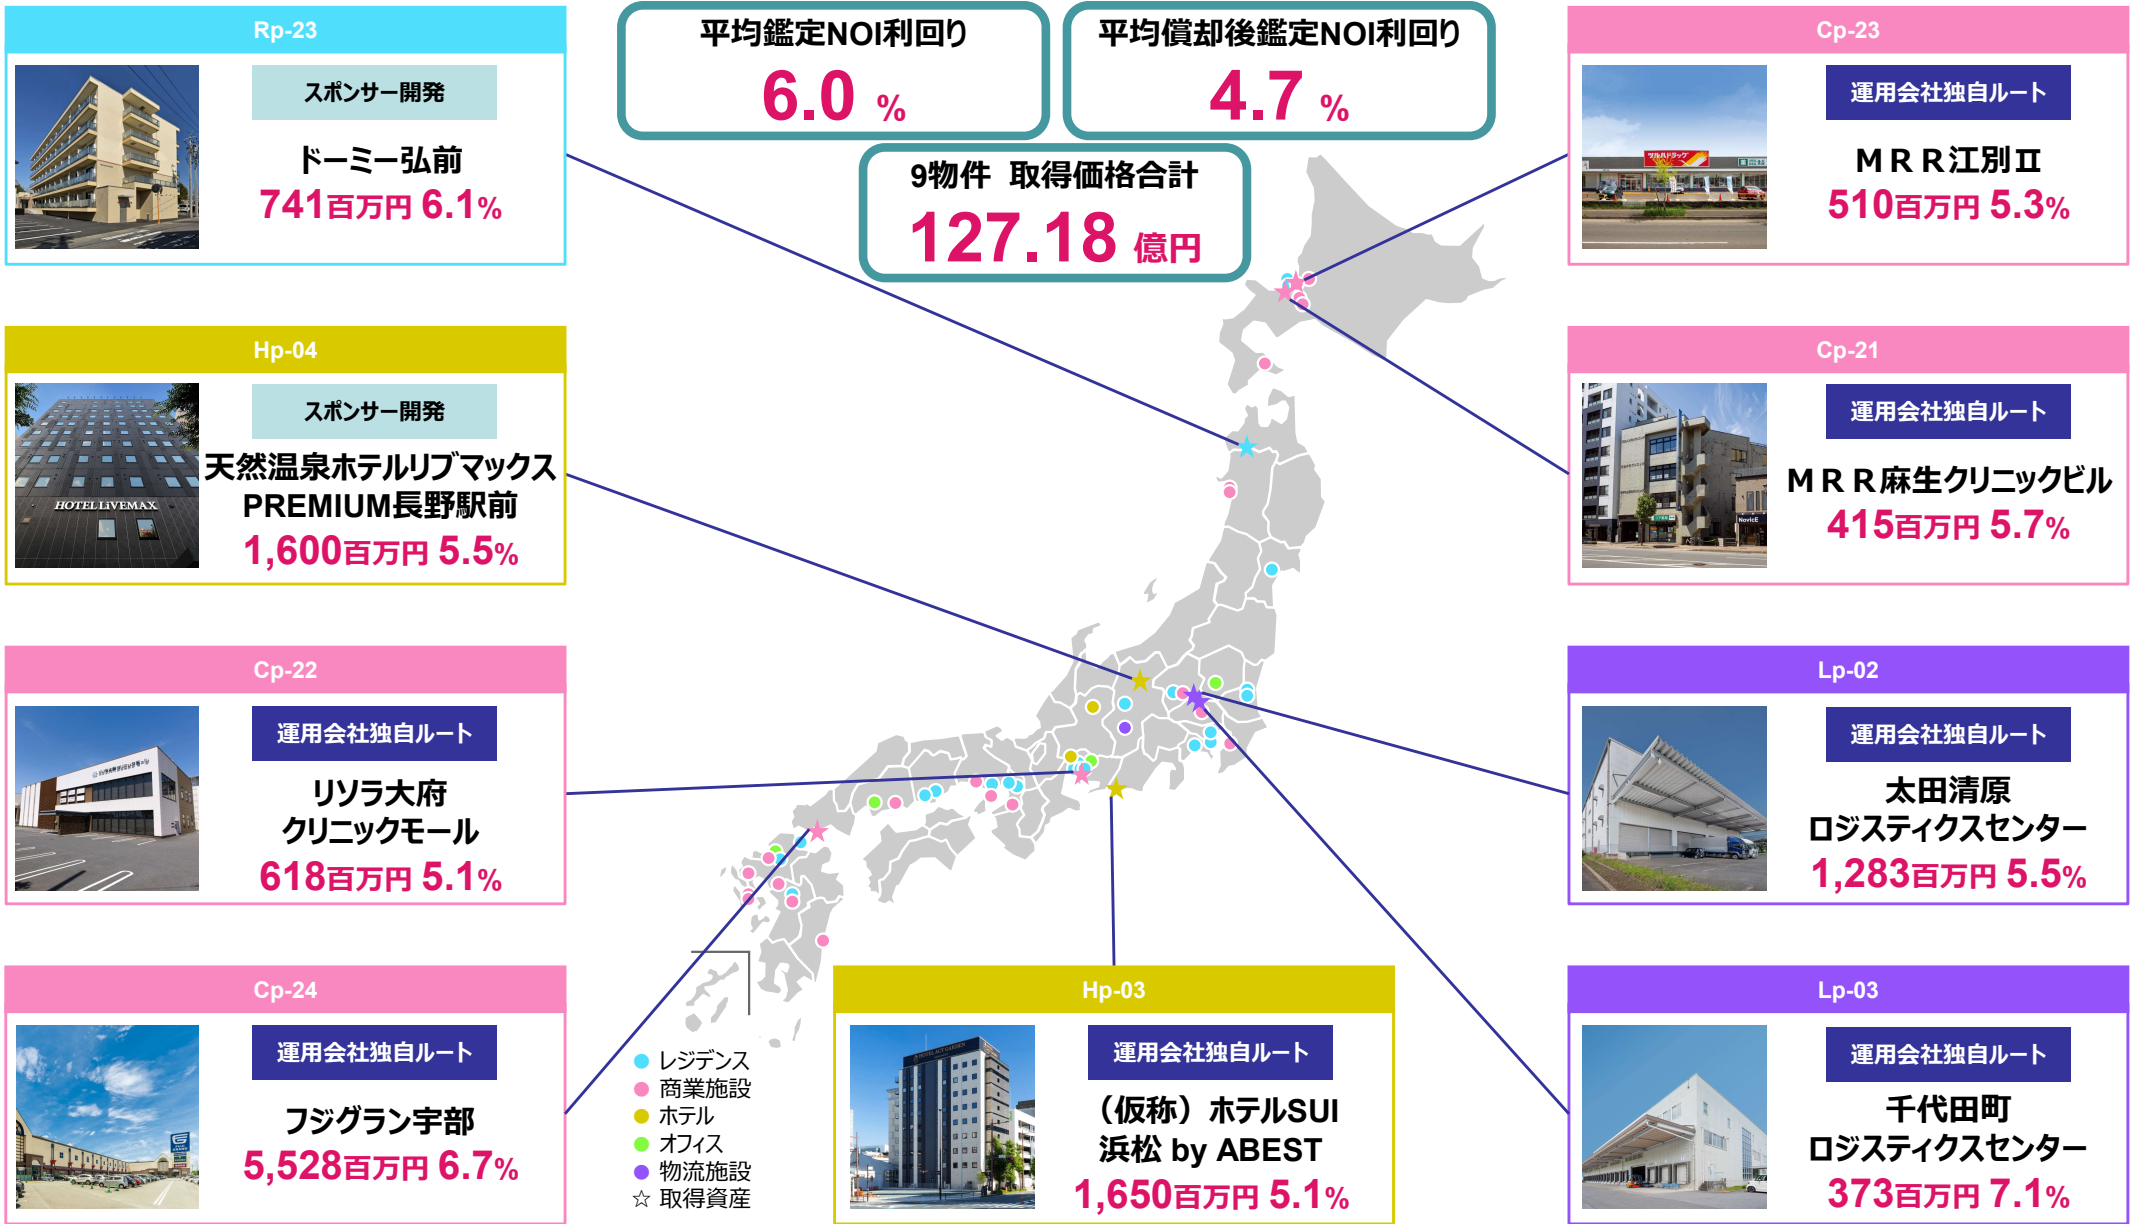 平均鑑定NOI利回り
6.0 %
平均償却後鑑定NOI利回り
4.7 %
9物件 取得価格合計
127.18 億円
Rp-23
スポンサー開発
ドーミー弘前
741百万円 6.1%
Hp-04
スポンサー開発
天然温泉ホテルリブマックス
PREMIUM長野駅前
1,600百万円 5.5%
HOTEL LiVEMAX
Cp-22
運用会社独自ルート
リソラ大府
クリニックモール
618百万円 5.1%
Cp-24
運用会社独自ルート
フジグラン宇部
5,528百万円 6.7%
レジデンス
商業施設
ホテル
オフィス
物流施設
☆ 取得資産
Hp-03
HOTEL ACT GARDEN
運用会社独自ルート
（仮称）ホテルSUI
浜松 by ABEST
1,650百万円 5.1%
Cp-23
ツルハドラッグ
運用会社独自ルート
ＭＲＲ江別Ⅱ
510百万円 5.3%
Cp-21
NovicE
運用会社独自ルート
ＭＲＲ麻生クリニックビル
415百万円 5.7%
Lp-02
運用会社独自ルート
太田清原
ロジスティクスセンター
1,283百万円 5.5%
Lp-03
運用会社独自ルート
千代田町
ロジスティクスセンター
373百万円 7.1%